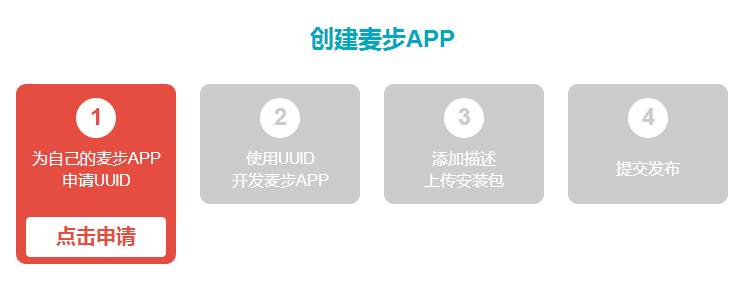 创建麦步APP
1
为自己的麦步APP
申请UUID
点击申请
2
使用UUID
开发麦步APP
3
添加描述
上传安装包
4
提交发布